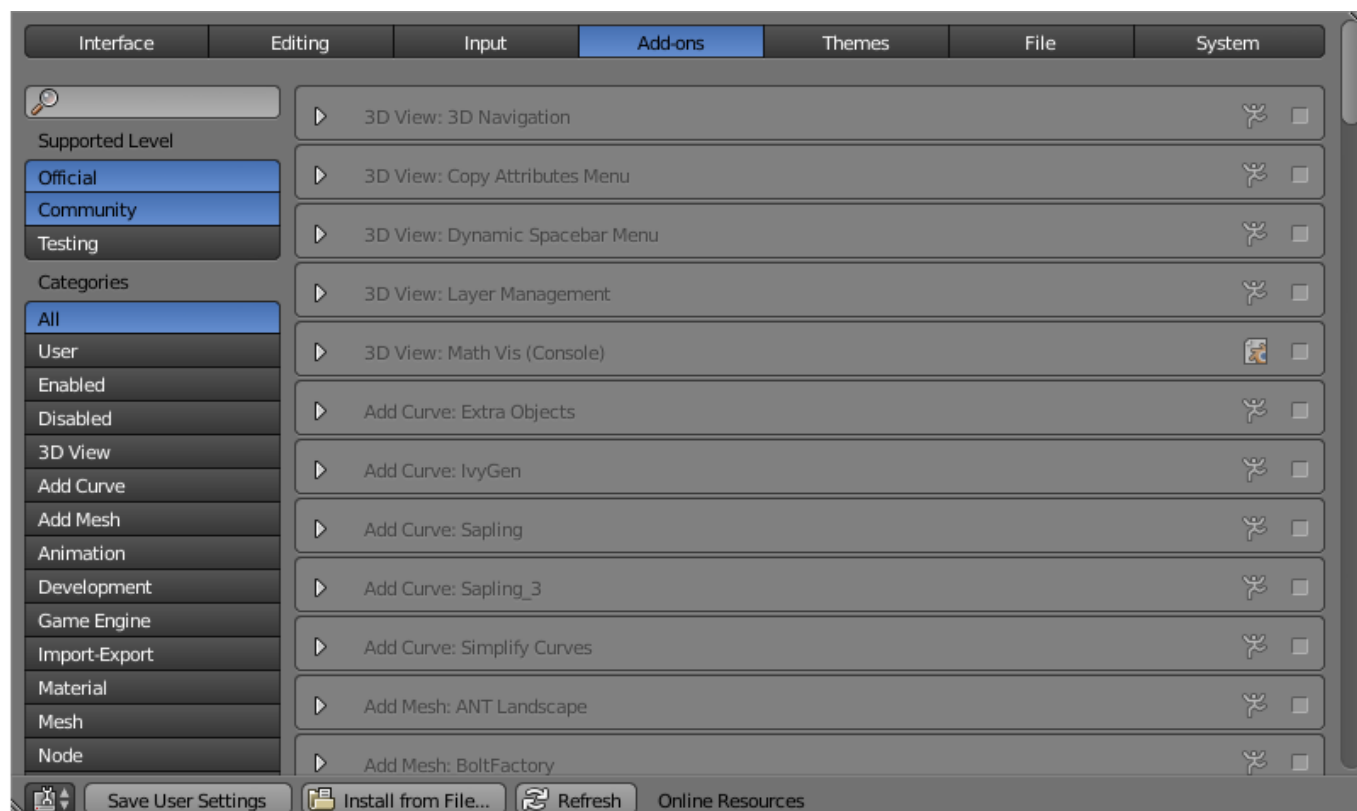 Interface Editing Input Add-ons Themes File System
Supported Level
Official
Community
Testing
Categories
All
User
Enabled
Disabled
3D View
Add Curve
Add Mesh
Animation
Development
Game Engine
Import-Export
Material
Mesh
Node
3D View: 3D Navigation
3D View: Copy Attributes Menu
3D View: Dynamic Spacebar Menu
3D View: Layer Management
3D View: Math Vis (Console)
Add Curve: Extra Objects
Add Curve: IvyGen
Add Curve: Sapling
Add Curve: Sapling_3
Add Curve: Simplify Curves
Add Mesh: ANT Landscape
Add Mesh: BoltFactory
Save User Settings Install from File... Refresh Online Resources